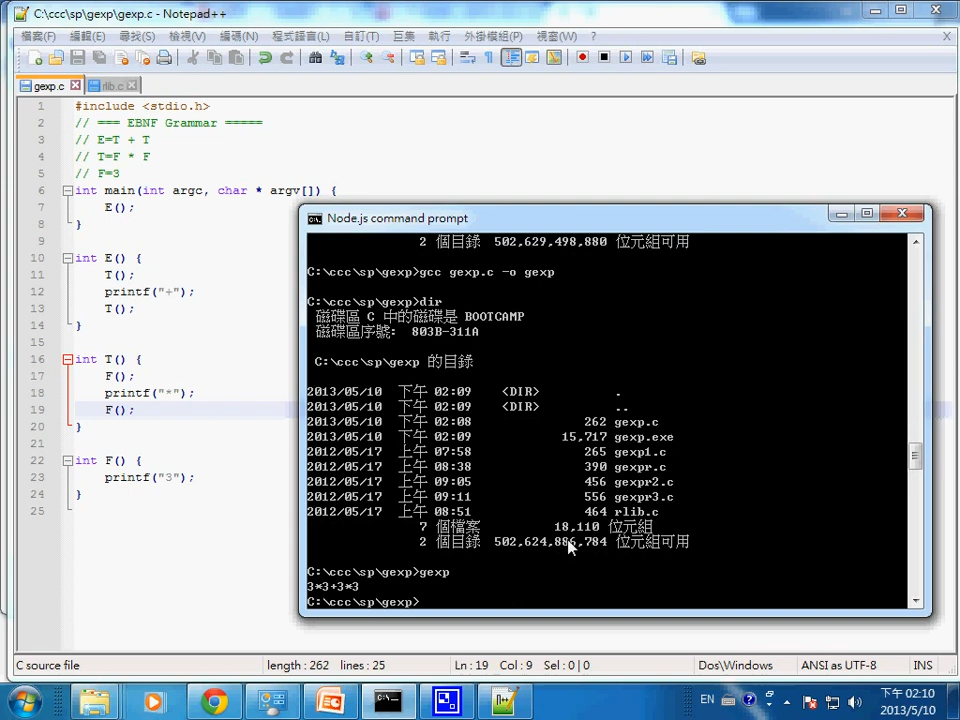 C:\ccc\sp\gexp\gexp.c - Notepad++
檔案(F) 編輯(E) 尋找(S) 檢視(V) 編碼(N) 程式語言(L) 自訂(T) 巨集 執行 外掛模組(P) 視窗(W) ? X
gexp.c rlib.c
1 #include <stdio.h>
2 // === EBNF Grammar =====
3 // E=T + T
4 // T=F * F
5 // F=3
6 int main(int argc, char * argv[]) {
7 E();
8 }
9
10 int E() {
11 T();
12 printf("+");
13 T();
14 }
15
16 int T() {
17 F();
18 printf("*");
19 F();
20 }
21
22 int F() {
23 printf("3");
24 }
25
Node.js command prompt
2 個目錄 502,629,498,880 位元組可用
C:\ccc\sp\gexp>gcc gexp.c -o gexp
C:\ccc\sp\gexp>dir
磁碟區 C 中的磁碟是 BOOTCAMP
磁碟區序號: 803B-311A
C:\ccc\sp\gexp 的目錄
2013/05/10 下午 02:09 <DIR> .
2013/05/10 下午 02:09 <DIR> ..
2013/05/10 下午 02:08 262 gexp.c
2013/05/10 下午 02:09 15,717 gexp.exe
2012/05/17 上午 07:58 265 gexp1.c
2012/05/17 上午 08:38 390 gexpr.c
2012/05/17 上午 09:05 456 gexpr2.c
2012/05/17 上午 09:11 556 gexpr3.c
2012/05/17 上午 08:51 464 rlib.c
7 個檔案 18,110 位元組
2 個目錄 502,624,886,784 位元組可用
C:\ccc\sp\gexp>gexp
3*3+3*3
C:\ccc\sp\gexp>
C source file length : 262 lines : 25 Ln : 19 Col : 9 Sel : 0 | 0 Dos\Windows ANSI as UTF-8 INS
EN 下午 02:10
2013/5/10